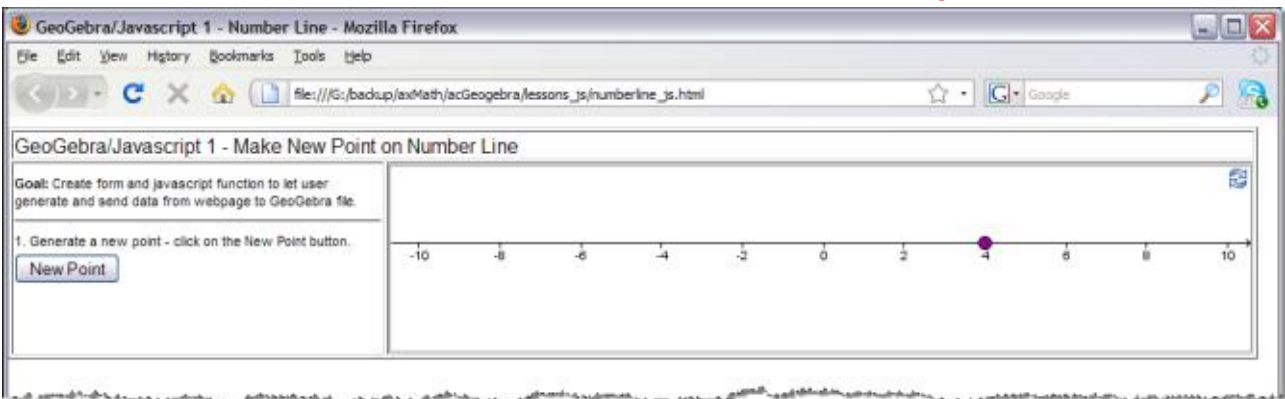 GeoGebra/Javascript 1 - Number Line - Mozilla Firefox
File Edit View History Bookmarks Tools Help
file:///G:/backup/axMath/acGeogebra/lessons_js/numberline_js.html
G Google
GeoGebra/Javascript 1 - Make New Point on Number Line
Goal: Create form and javascript function to let user
generate and send data from webpage to GeoGebra file.
1. Generate a new point - click on the New Point button.
New Point
-10 -8 -6 -4 -2 0 2 4 6 8 10